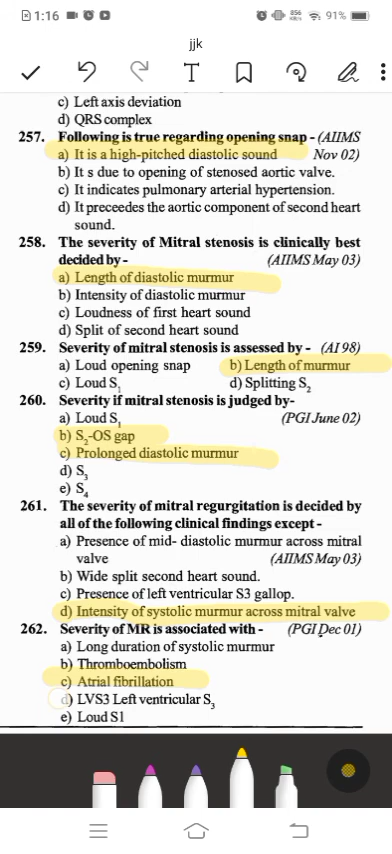 1:16
856 KB/s
91%
jjk
T
c) Left axis deviation
d) QRS complex
257. Following is true regarding opening snap - (AIIMS
a) It is a high-pitched diastolic sound Nov 02)
b) It s due to opening of stenosed aortic valve.
c) It indicates pulmonary arterial hypertension.
d) It preceedes the aortic component of second heart
sound.
258. The severity of Mitral stenosis is clinically best
decided by - (AIIMS May 03)
a) Length of diastolic murmur
b) Intensity of diastolic murmur
c) Loudness of first heart sound
d) Split of second heart sound
259. Severity of mitral stenosis is assessed by - (AI 98)
a) Loud opening snap b) Length of murmur
c) Loud S₁ d) Splitting S₂
260. Severity if mitral stenosis is judged by-
a) Loud S₁ (PGI June 02)
b) S₂-OS gap
c) Prolonged diastolic murmur
d) S₃
e) S₄
261. The severity of mitral regurgitation is decided by
all of the following clinical findings except -
a) Presence of mid- diastolic murmur across mitral
valve (AIIMS May 03)
b) Wide split second heart sound.
c) Presence of left ventricular S3 gallop.
d) Intensity of systolic murmur across mitral valve
262. Severity of MR is associated with - (PGI Dec 01)
a) Long duration of systolic murmur
b) Thromboembolism
c) Atrial fibrillation
d) LVS3 Left ventricular S₃
e) Loud S1